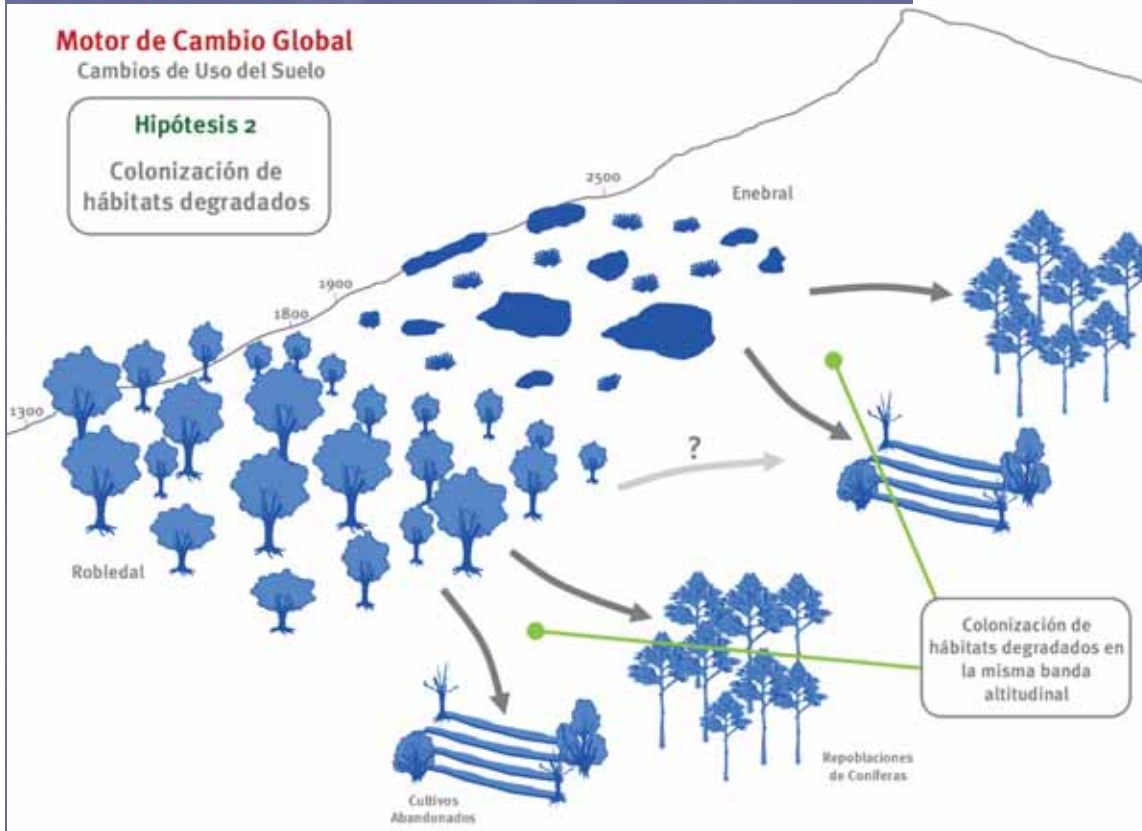 Motor de Cambio Global
Cambios de Uso del Suelo
Hipótesis 2
Colonización de
hábitats degradados
2500
Enebral
1900
1800
1300
?
Robledal
Colonización de
hábitats degradados en
la misma banda
altitudinal
Repoblaciones
de Coníferas
Cultivos
Abandonados